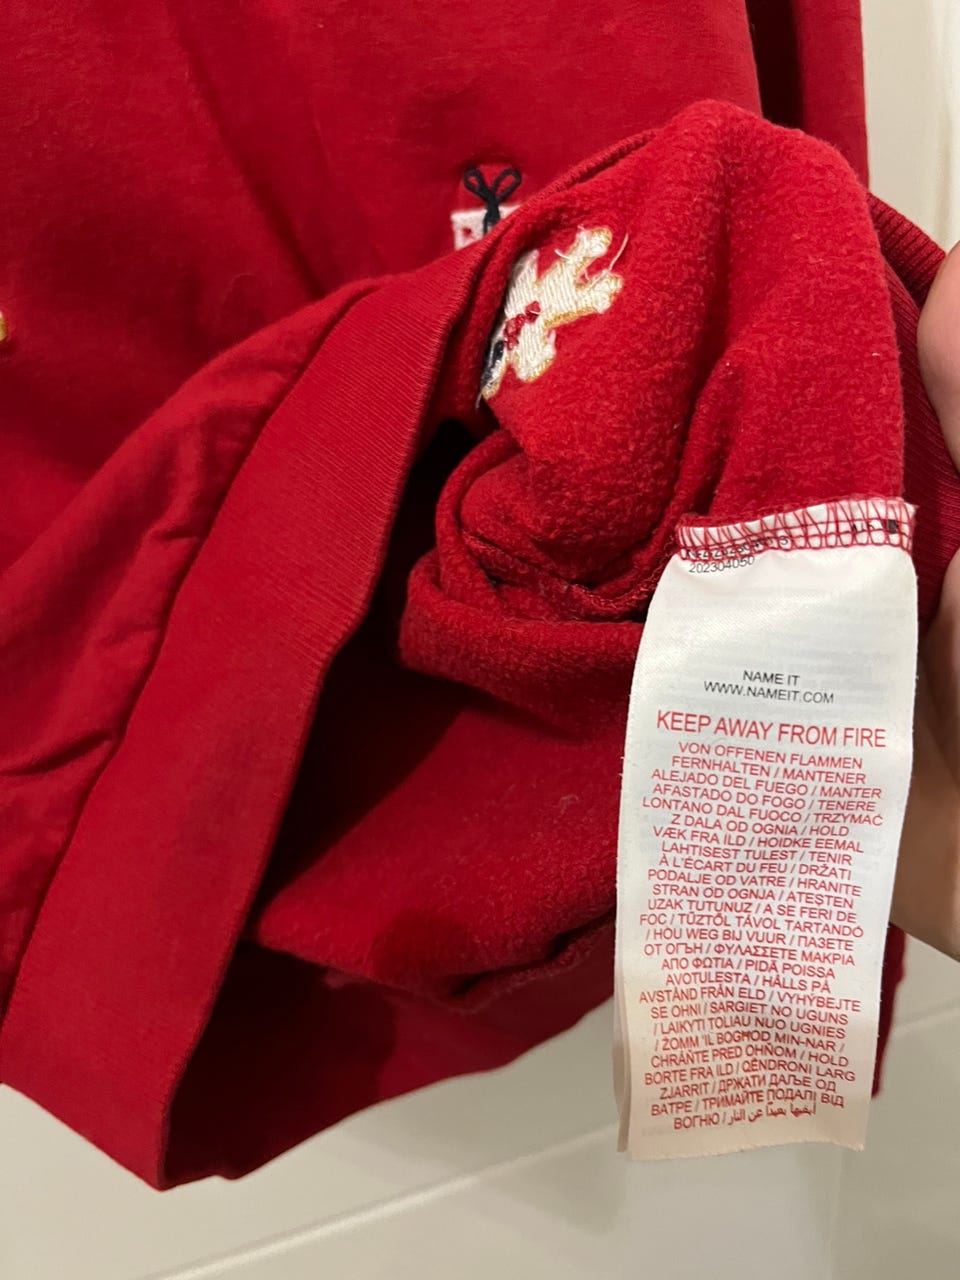 202304050
NAME IT
WWW.NAMEIT.COM
KEEP AWAY FROM FIRE
VON OFFENEN FLAMMEN
FERNHALTEN / MANTENER
ALEJADO DEL FUEGO / MANTER
AFASTADO DO FOGO / TENERE
LONTANO DAL FUOCO / TRZYMAĆ
Z DALA OD OGNIA / HOLD
VÆK FRA ILD / HOIDKE EEMAL
LAHTISEST TULEST / TENIR
À L'ÉCART DU FEU / DRŽATI
PODALJE OD VATRE / HRANITE
STRAN OD OGNJA / ATEŞTEN
UZAK TUTUNUZ / A SE FERI DE
FOC / TŰZTŐL TÁVOL TARTANDÓ
/ HOU WEG BIJ VUUR / ПАЗЕТЕ
ОТ ОГЪН / ΦΥΛΑΣΣΕΤΕ ΜΑΚΡΙΑ
ΑΠΟ ΦΩΤΙΑ / PIDÄ POISSA
AVOTULESTA / HÅLLS PÅ
AVSTÅND FRÅN ELD / VYHÝBEJTE
SE OHNI / SARGIET NO UGUNS
/ LAIKYTI TOLIAU NUO UGNIES
/ ŻOMM 'IL BOGĦOD MIN-NAR /
CHRÁŇTE PRED OHŇOM / HOLD
BORTE FRA ILD / QËNDRONI LARG
ZJARRIT / ДРЖАТИ ДАЉЕ ОД
ВАТРЕ / ТРИМАЙТЕ ПОДАЛІ ВІД
ВОГНЮ / أبقيها بعيداً عن النار